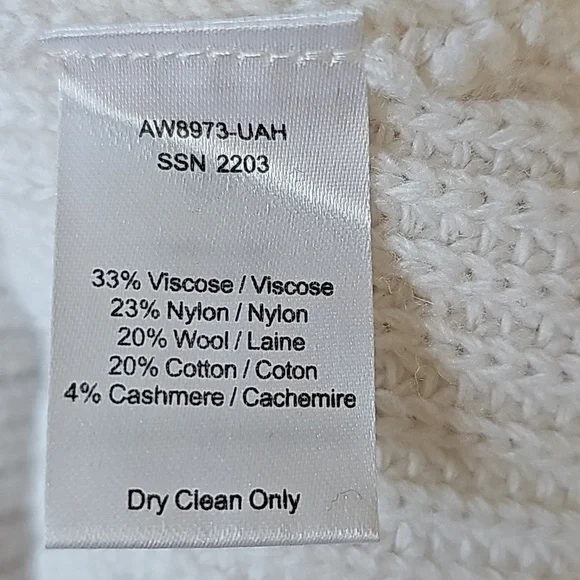 AW8973-UAH
SSN 2203
33% Viscose / Viscose
23% Nylon / Nylon
20% Wool / Laine
20% Cotton / Coton
4% Cashmere / Cachemire
Dry Clean Only